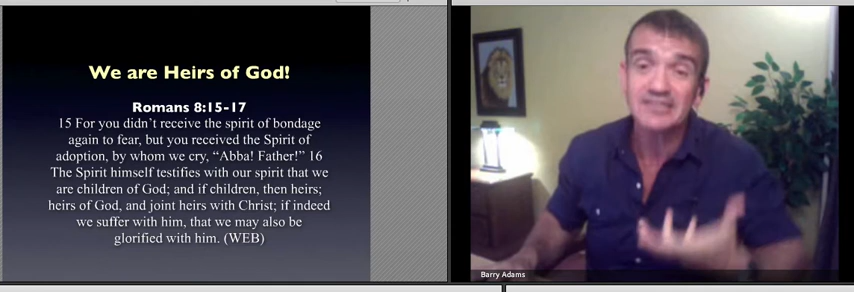 We are Heirs of God!
Romans 8:15-17
15 For you didn't receive the spirit of bondage
again to fear, but you received the Spirit of
adoption, by whom we cry, “Abba! Father!” 16
The Spirit himself testifies with our spirit that we
are children of God; and if children, then heirs;
heirs of God, and joint heirs with Christ; if indeed
we suffer with him, that we may also be
glorified with him. (WEB)
Barry Adams